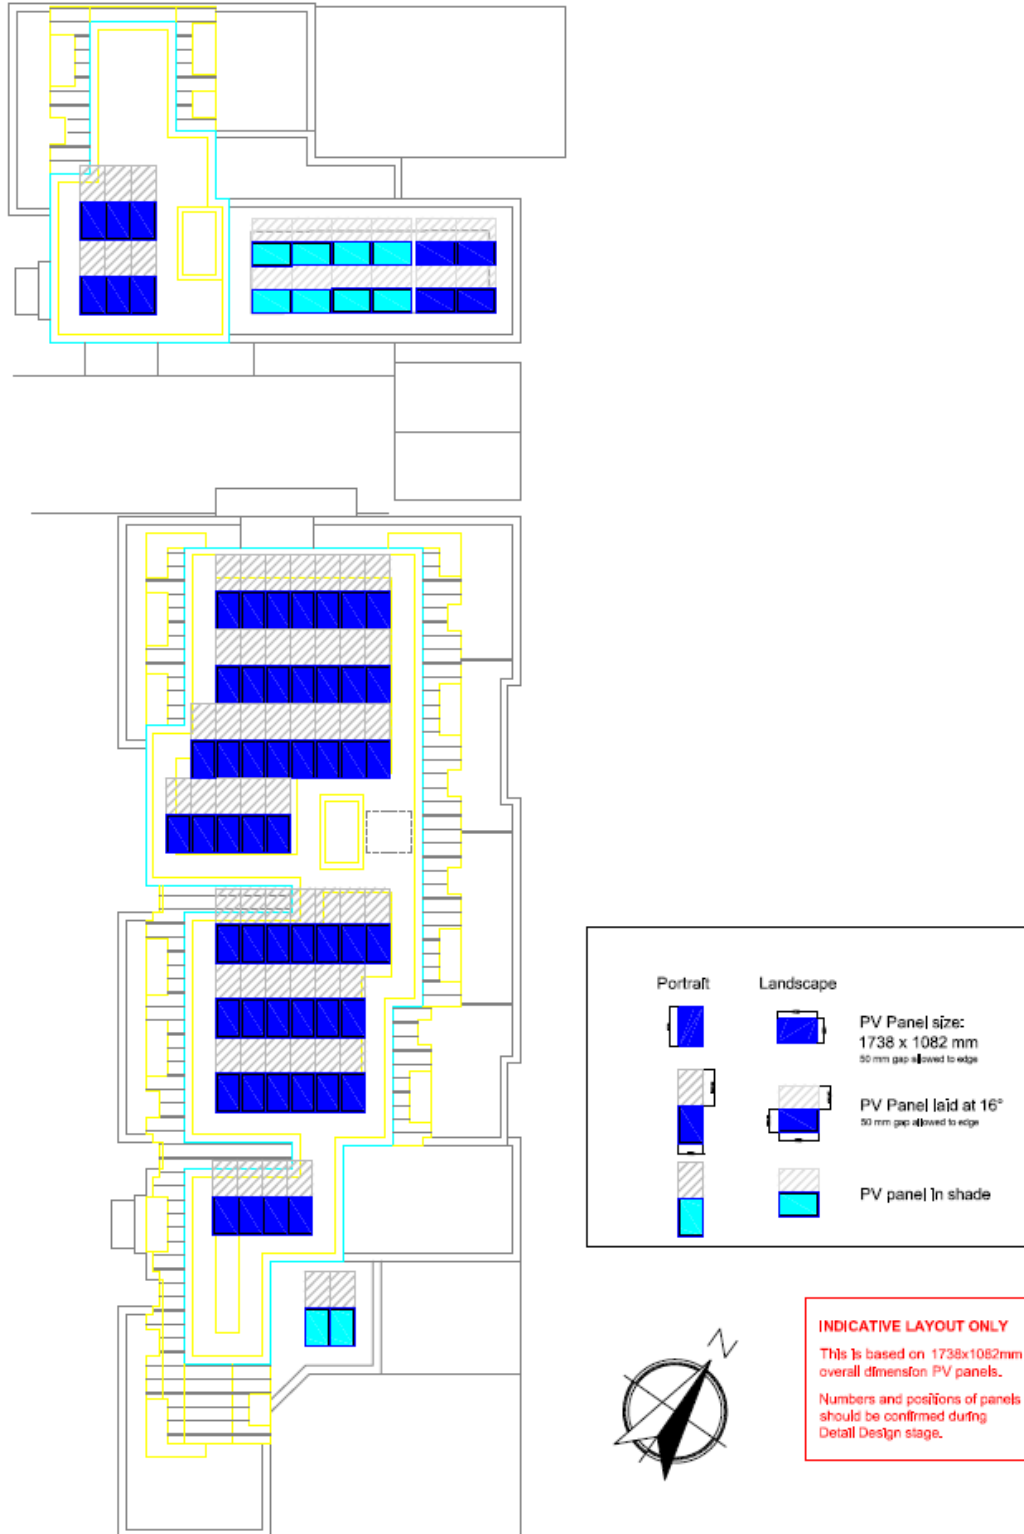 Portrait
Landscape
PV Panel size:
1738 x 1082 mm
50 mm gap allowed to edge
PV Panel laid at 16°
50 mm gap allowed to edge
PV panel in shade
N
INDICATIVE LAYOUT ONLY
This is based on 1738x1082mm
overall dimension PV panels.
Numbers and positions of panels
should be confirmed during
Detail Design stage.